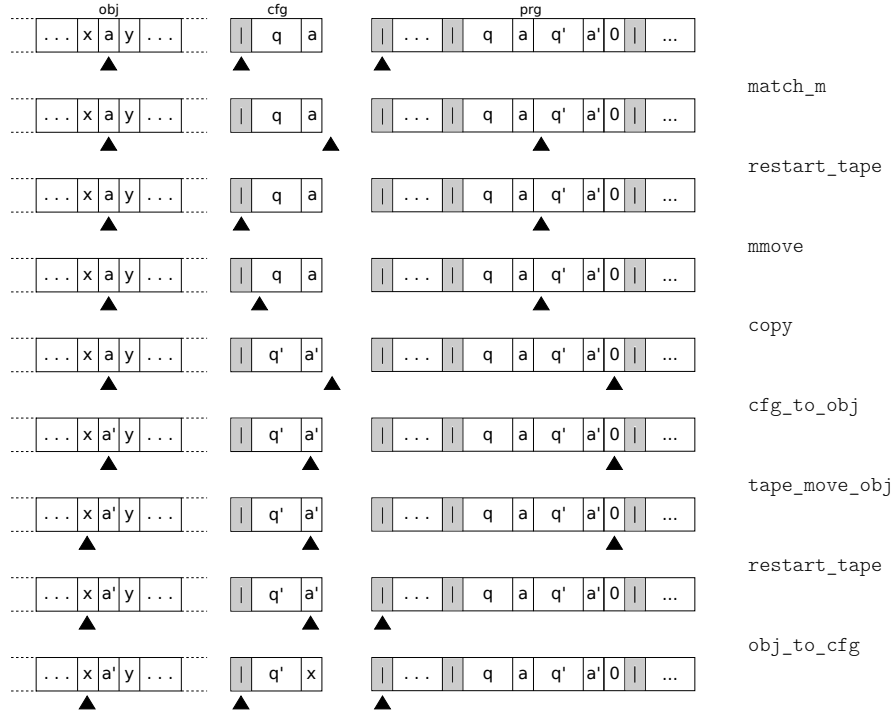 obj cfg prg
... x a y ... | q a | ... | q a q' a' 0 | ...
match_m
... x a y ... | q a | ... | q a q' a' 0 | ...
restart_tape
... x a y ... | q a | ... | q a q' a' 0 | ...
mmove
... x a y ... | q a | ... | q a q' a' 0 | ...
copy
... x a y ... | q' a' | ... | q a q' a' 0 | ...
cfg_to_obj
... x a' y ... | q' a' | ... | q a q' a' 0 | ...
tape_move_obj
... x a' y ... | q' a' | ... | q a q' a' 0 | ...
restart_tape
... x a' y ... | q' a' | ... | q a q' a' 0 | ...
obj_to_cfg
... x a' y ... | q' x | ... | q a q' a' 0 | ...